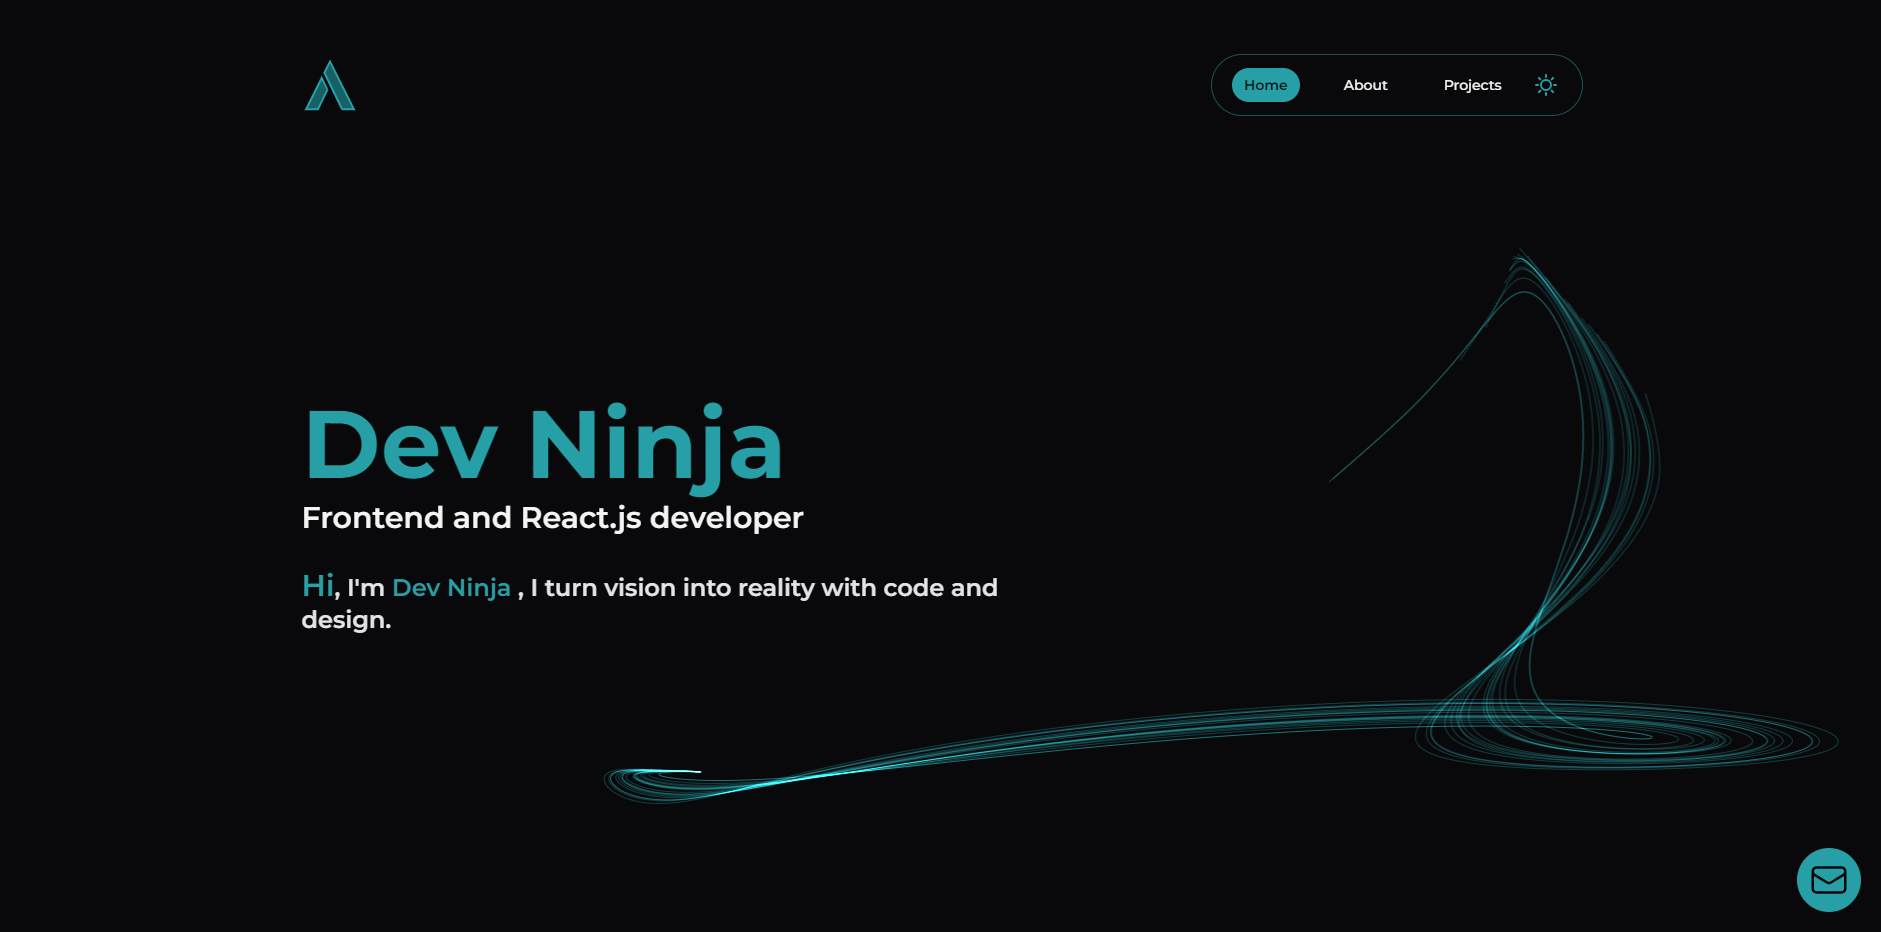 Home About Projects
Dev Ninja
Frontend and React.js developer
Hi, I'm Dev Ninja , I turn vision into reality with code and
design.